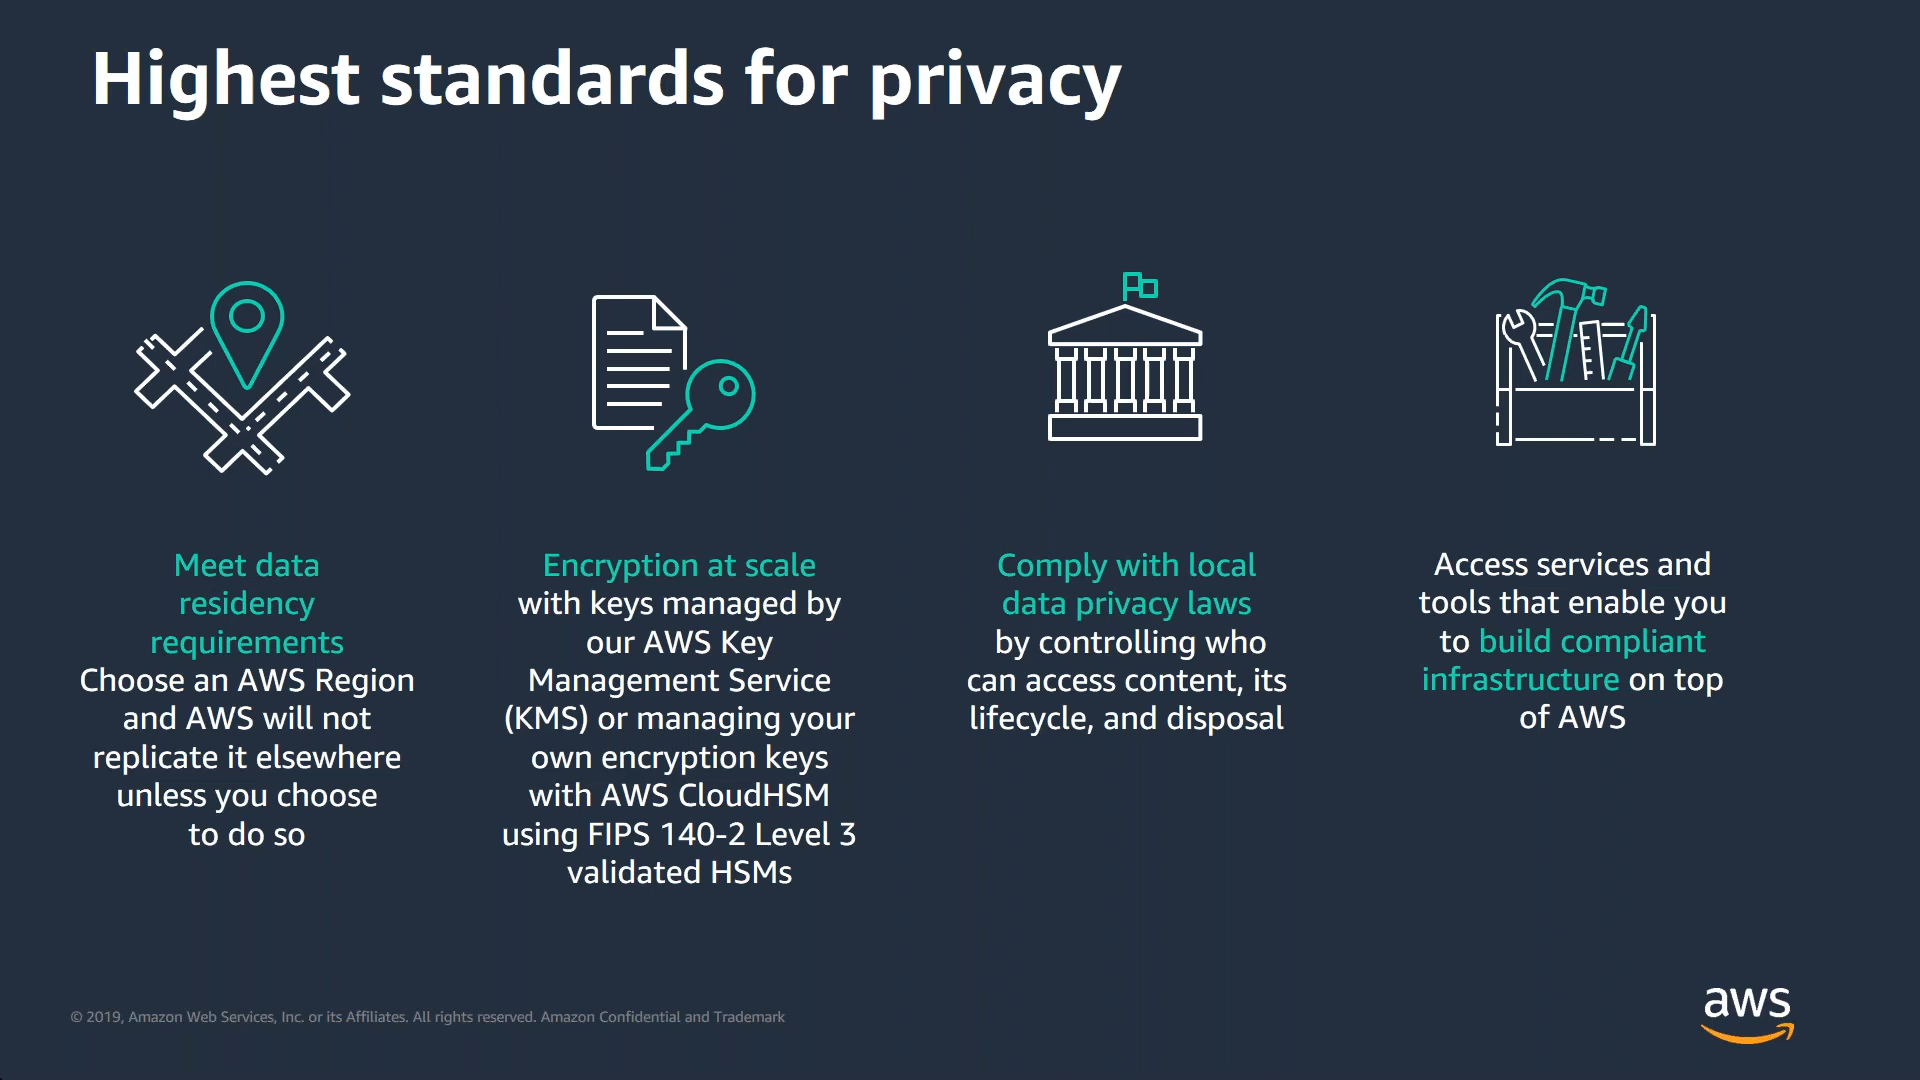 Highest standards for privacy
Meet data
residency
requirements
Choose an AWS Region
and AWS will not
replicate it elsewhere
unless you choose
to do so
Encryption at scale
with keys managed by
our AWS Key
Management Service
(KMS) or managing your
own encryption keys
with AWS CloudHSM
using FIPS 140-2 Level 3
validated HSMs
Comply with local
data privacy laws
by controlling who
can access content, its
lifecycle, and disposal
Access services and
tools that enable you
to build compliant
infrastructure on top
of AWS
© 2019, Amazon Web Services, Inc. or its Affiliates. All rights reserved. Amazon Confidential and Trademark
aws